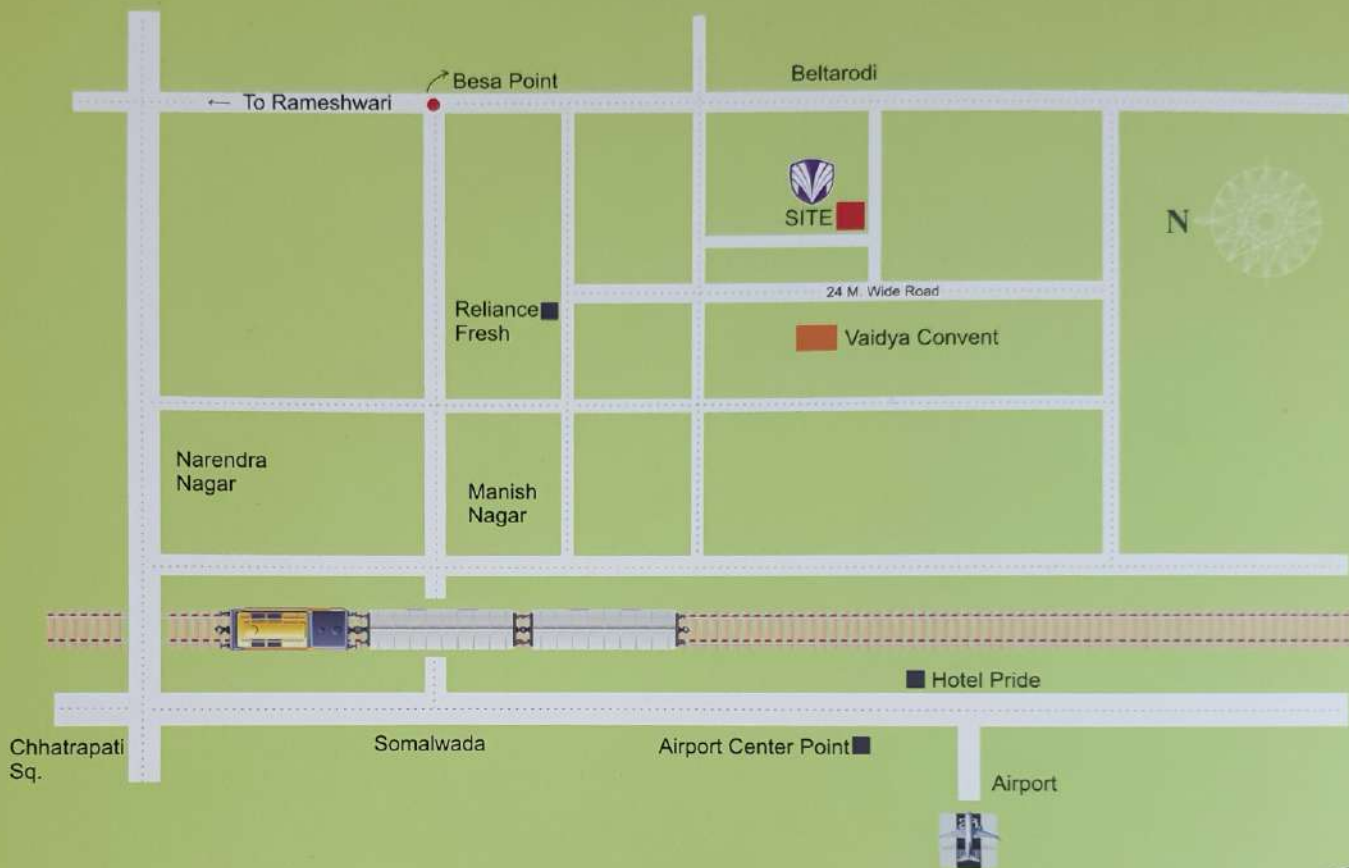 Besa Point
Beltarodi
← To Rameshwari
SITE
N
24 M. Wide Road
Reliance
Fresh
Vaidya Convent
Narendra
Nagar
Manish
Nagar
Hotel Pride
Chhatrapati
Sq.
Somalwada
Airport Center Point
Airport